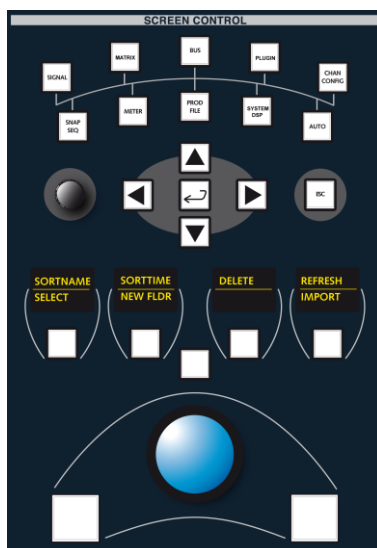 SCREEN CONTROL
BUS
MATRIX
PLUGIN
SIGNAL
CHAN
CONFIG
SNAP
SEQ
METER
PROD
FILE
SYSTEM
DSP
AUTO
ESC
SORTNAME
SELECT
SORTTIME
NEW FLDR
DELETE
REFRESH
IMPORT